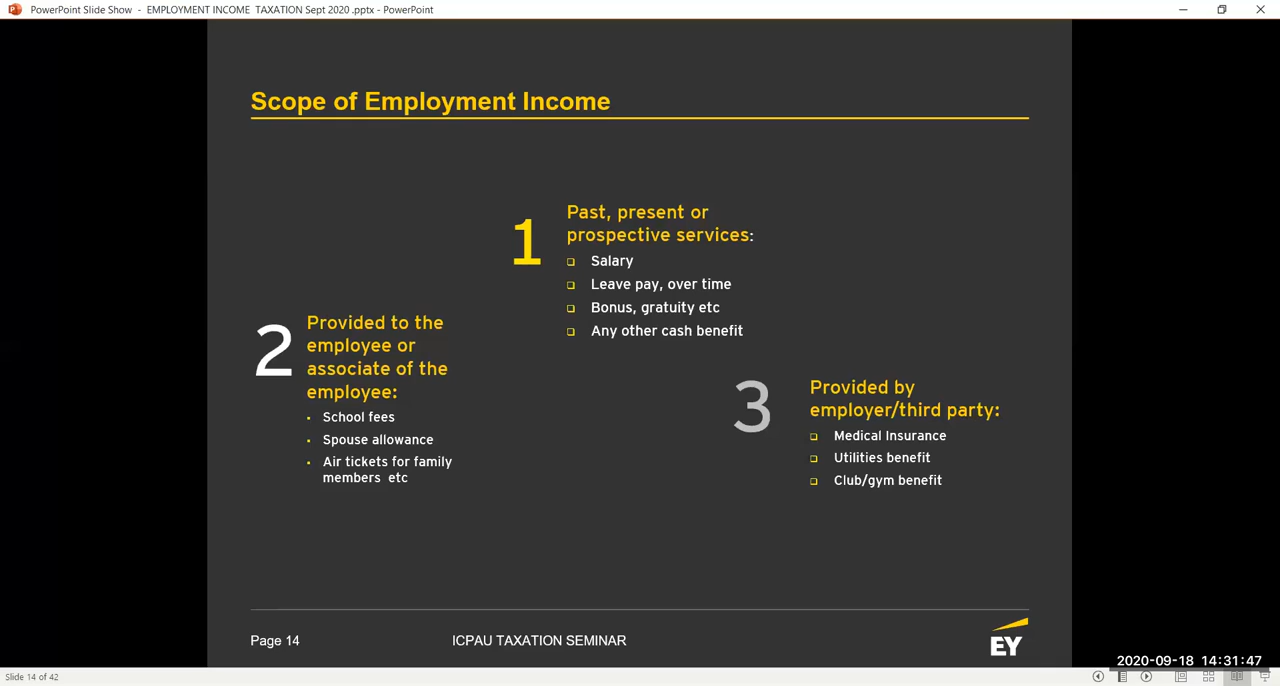 PowerPoint Slide Show - EMPLOYMENT INCOME TAXATION Sept 2020 .pptx - PowerPoint
Scope of Employment Income
1
Past, present or
prospective services:
Salary
Leave pay, over time
Bonus, gratuity etc
Any other cash benefit
2
Provided to the
employee or
associate of the
employee:
School fees
Spouse allowance
Air tickets for family
members etc
3
Provided by
employer/third party:
Medical Insurance
Utilities benefit
Club/gym benefit
Page 14
ICPAU TAXATION SEMINAR
EY
2020-09-18 14:31:47
Slide 14 of 42